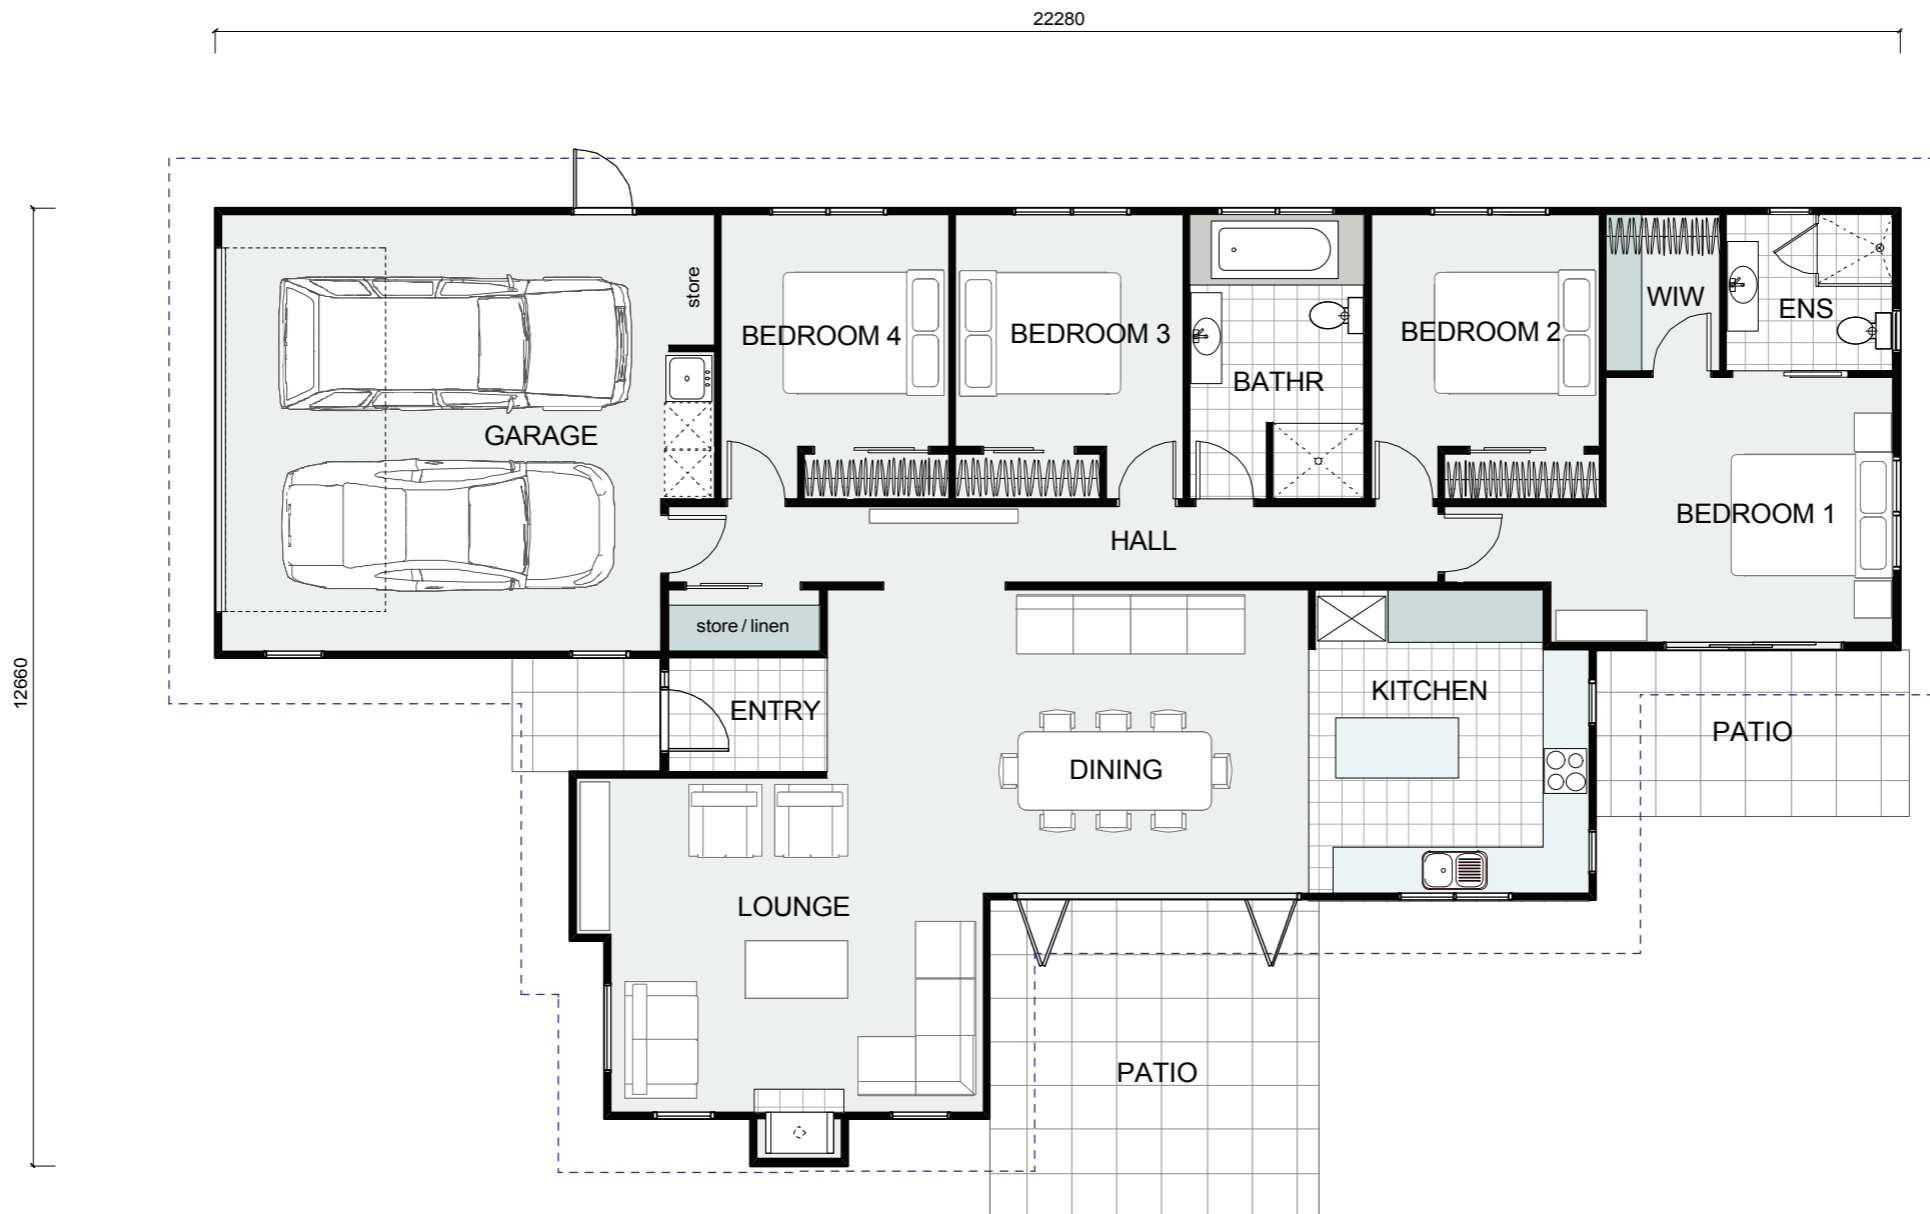 22280
12660
store
WIW
ENS
BEDROOM 4
BEDROOM 3
BEDROOM 2
BATHR
GARAGE
BEDROOM 1
HALL
store / linen
ENTRY
KITCHEN
PATIO
DINING
LOUNGE
PATIO